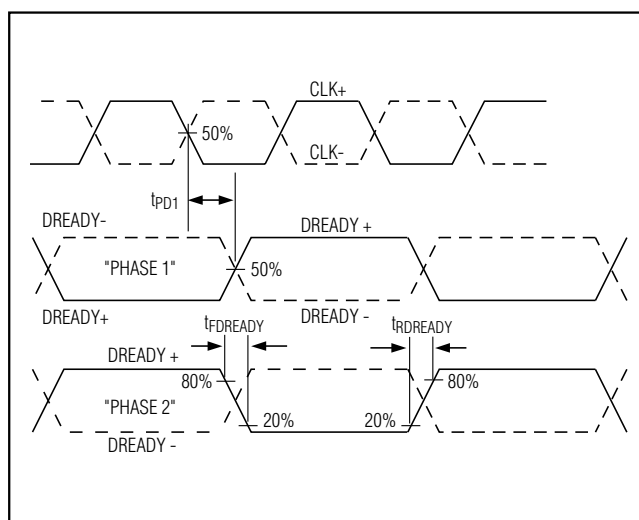 CLK+
50%
CLK-
tPD1
DREADY-
DREADY +
"PHASE 1"
50%
DREADY+
DREADY -
tFDREADY
tRDREADY
DREADY +
80%
80%
"PHASE 2"
20%
20%
DREADY -